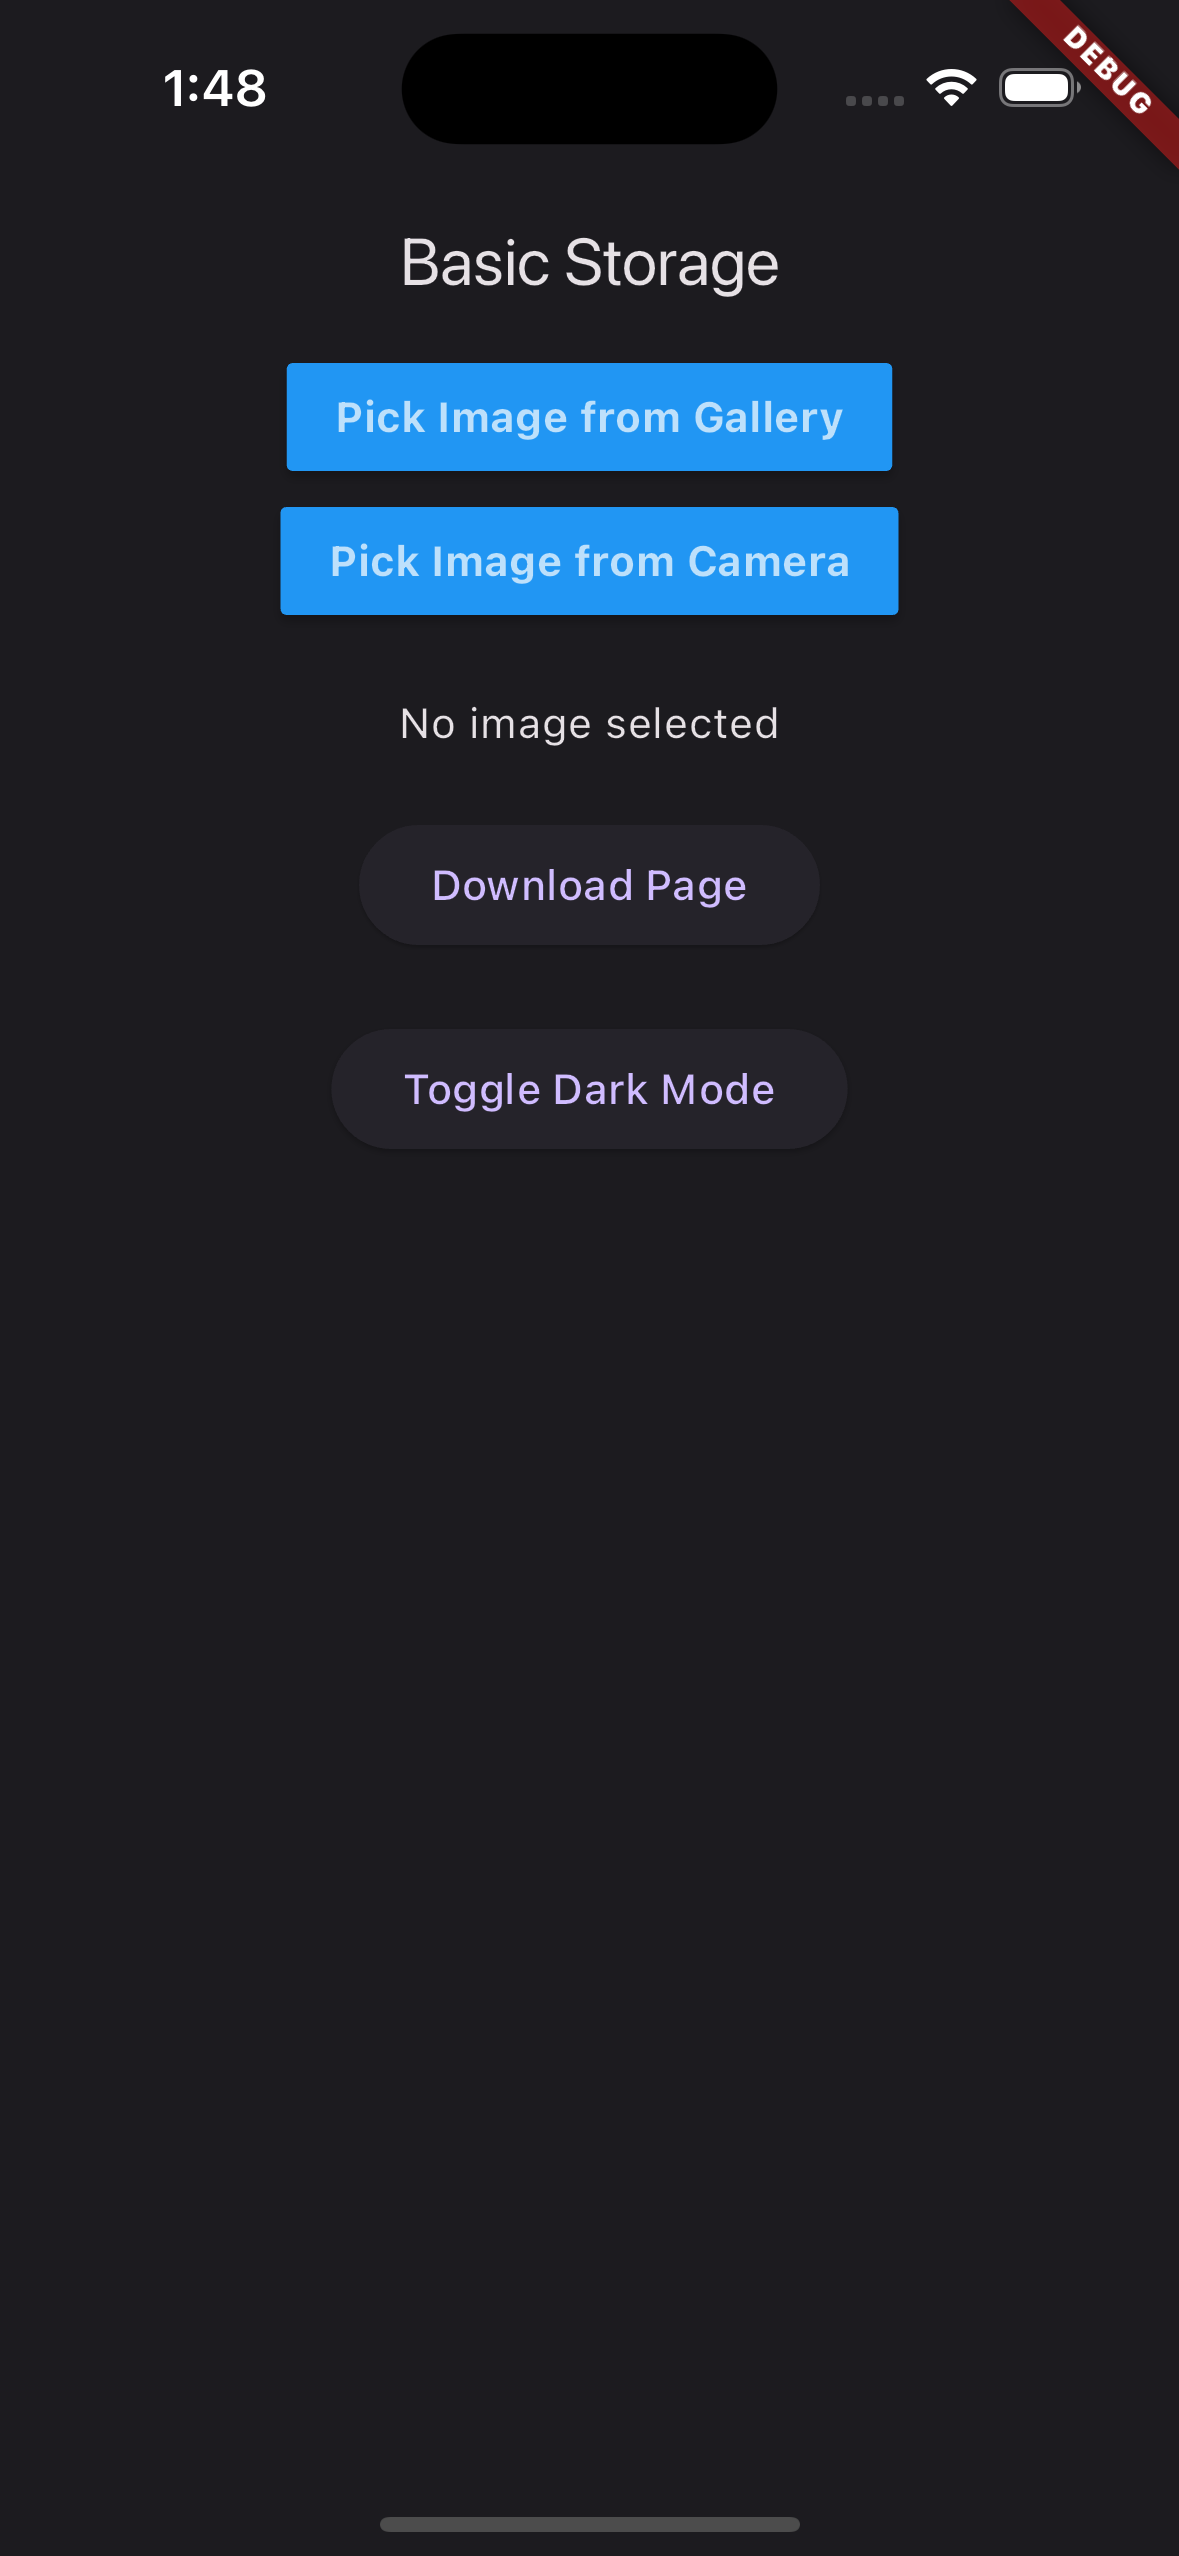 1:48
DEBUG
Basic Storage
Pick Image from Gallery
Pick Image from Camera
No image selected
Download Page
Toggle Dark Mode